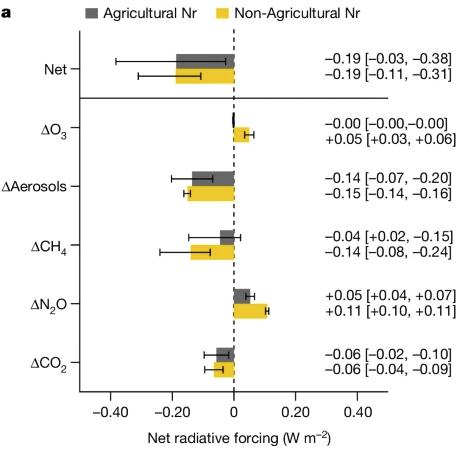 a
Agricultural Nr Non-Agricultural Nr
Net
−0.19 [−0.03, −0.38]
−0.19 [−0.11, −0.31]
ΔO₃
−0.00 [−0.00,−0.00]
+0.05 [+0.03, +0.06]
ΔAerosols
−0.14 [−0.07, −0.20]
−0.15 [−0.14, −0.16]
ΔCH₄
−0.04 [+0.02, −0.15]
−0.14 [−0.08, −0.24]
ΔN₂O
+0.05 [+0.04, +0.07]
+0.11 [+0.10, +0.11]
ΔCO₂
−0.06 [−0.02, −0.10]
−0.06 [−0.04, −0.09]
−0.40 −0.20 0 0.20 0.40
Net radiative forcing (W m⁻²)